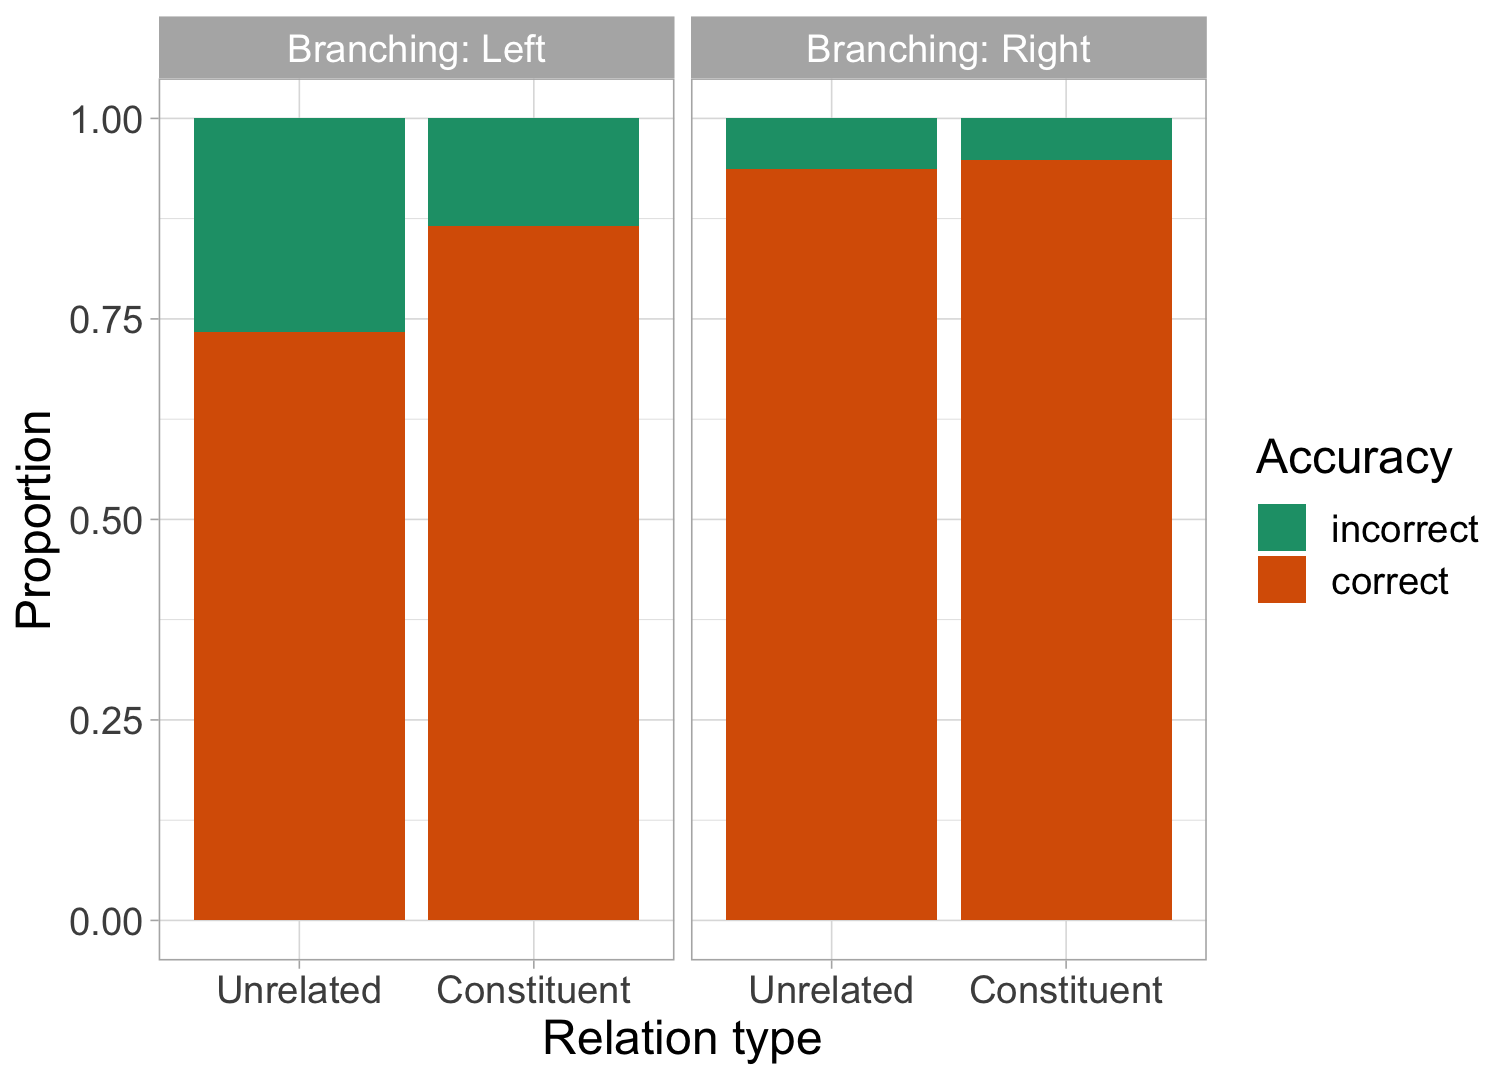 Branching: Left
Branching: Right
1.00
0.75
0.50
0.25
0.00
Proportion
Unrelated
Constituent
Unrelated
Constituent
Relation type
Accuracy
incorrect
correct